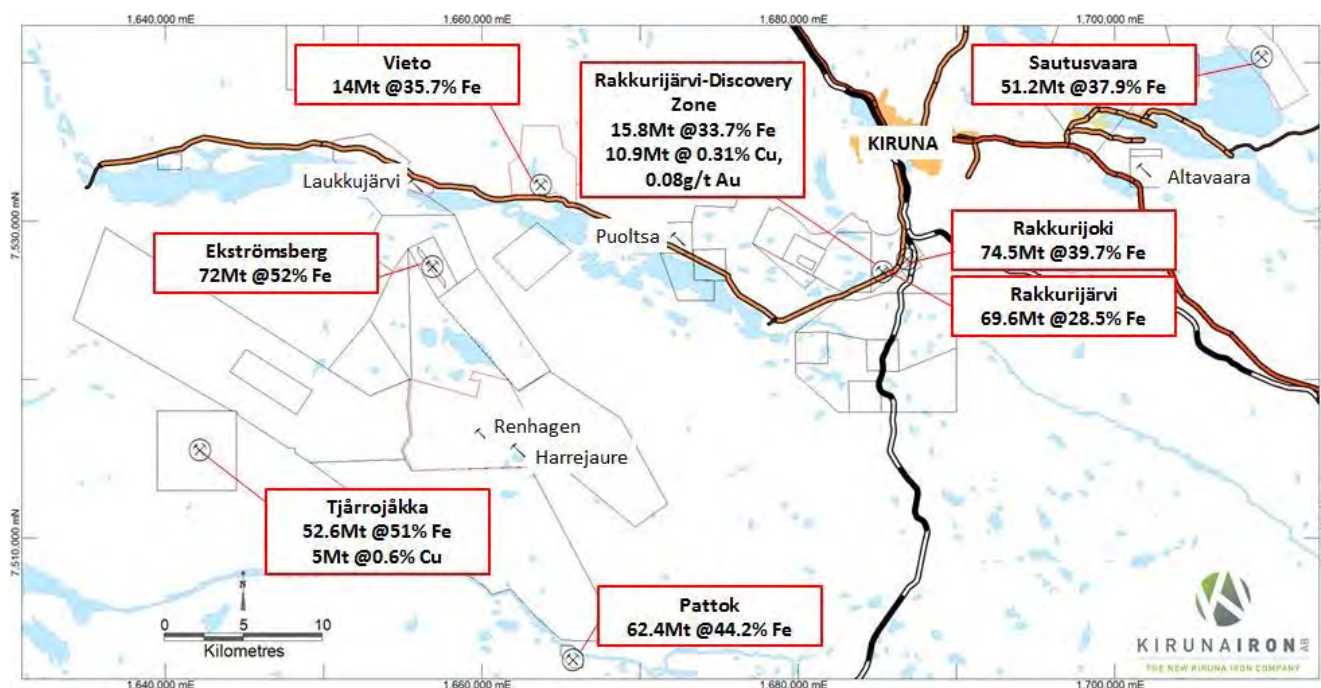 1,640,000 mE
1,660,000 mE
1,680,000 mE
1,700,000 mE
Vieto
14Mt @35.7% Fe
Rakkurijärvi-Discovery
Zone
15.8Mt @33.7% Fe
10.9Mt @ 0.31% Cu,
0.08g/t Au
Sautusvaara
51.2Mt @37.9% Fe
KIRUNA
Laukkujärvi
Altavaara
7,530,000 mN
Puoltsa
Ekströmsberg
72Mt @52% Fe
Rakkurijoki
74.5Mt @39.7% Fe
Rakkurijärvi
69.6Mt @28.5% Fe
Renhagen
Harrejaure
Tjårrojåkka
52.6Mt @51% Fe
5Mt @0.6% Cu
7,510,000 mN
Pattok
62.4Mt @44.2% Fe
N
0 5 10
Kilometres
KIRUNAIRON AB
THE NEW KIRUNA IRON COMPANY
1,640,000 mE
1,660,000 mE
1,680,000 mE
1,700,000 mE